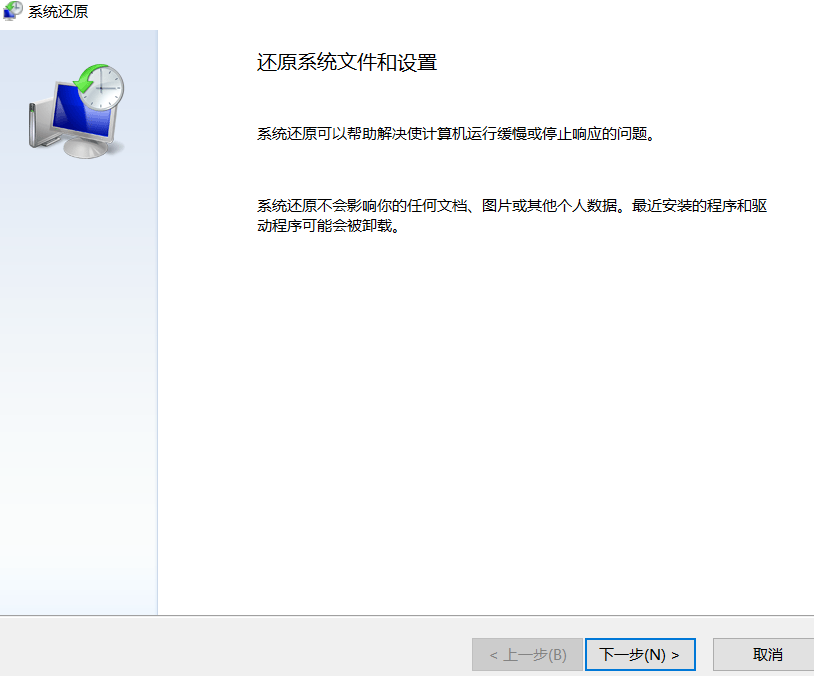 系统还原
还原系统文件和设置
系统还原可以帮助解决使计算机运行缓慢或停止响应的问题。
系统还原不会影响你的任何文档、图片或其他个人数据。最近安装的程序和驱
动程序可能会被卸载。
< 上一步(B)
下一步(N) >
取消